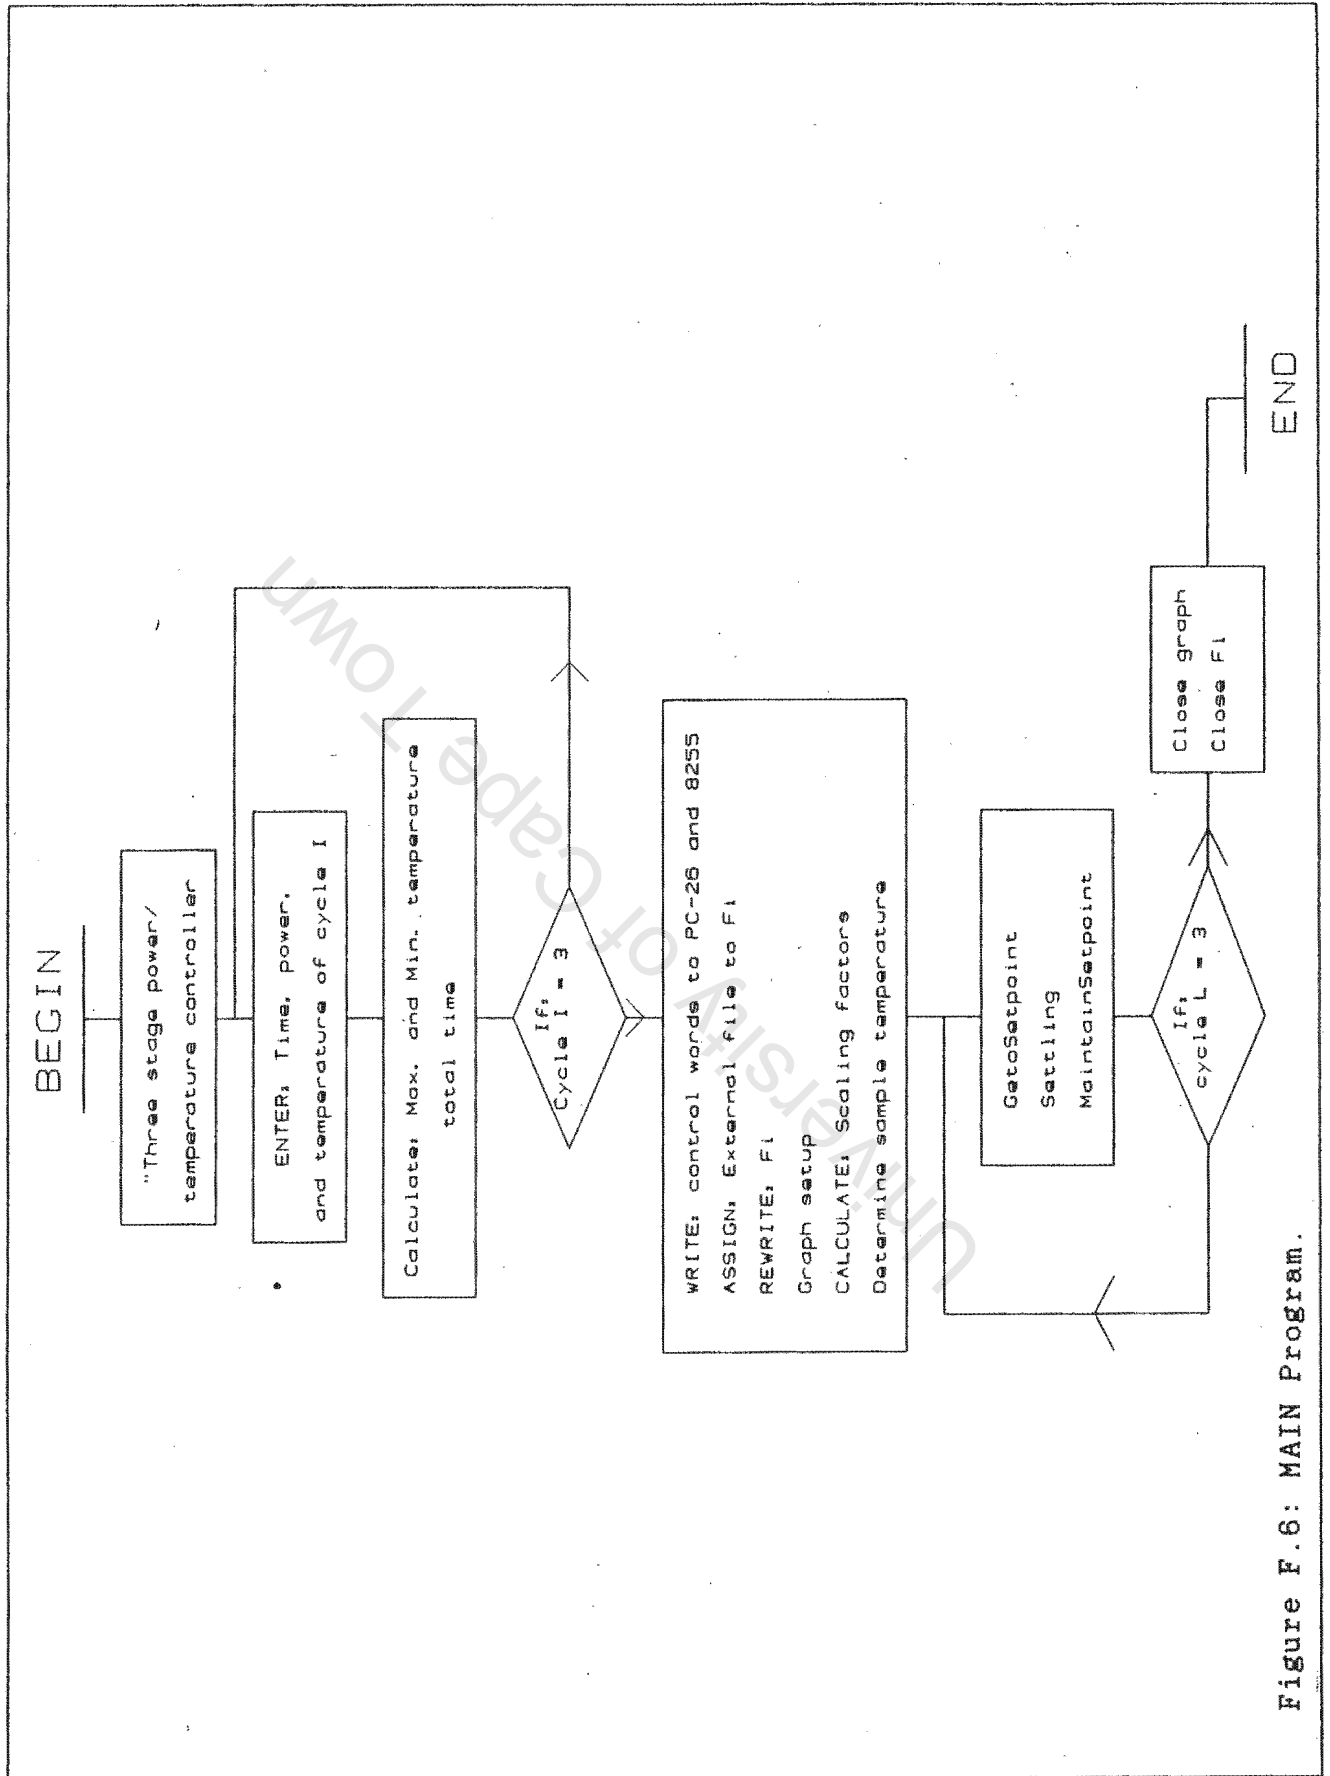 BEGIN
"Three stage power/
temperature controller
ENTER: Time, power,
and temperature of cycle I
Calculate: Max. and Min. temperature
total time
If:
Cycle I = 3
WRITE: control words to PC-26 and 8255
ASSIGN: External file to Fi
REWRITE: Fi
Graph setup
CALCULATE: Scaling factors
Determine sample temperature
GetoSetpoint
Settling
MaintainSetpoint
If:
cycle L = 3
Close graph
Close Fi
END
Figure F.6: MAIN Program.
University of Cape Town